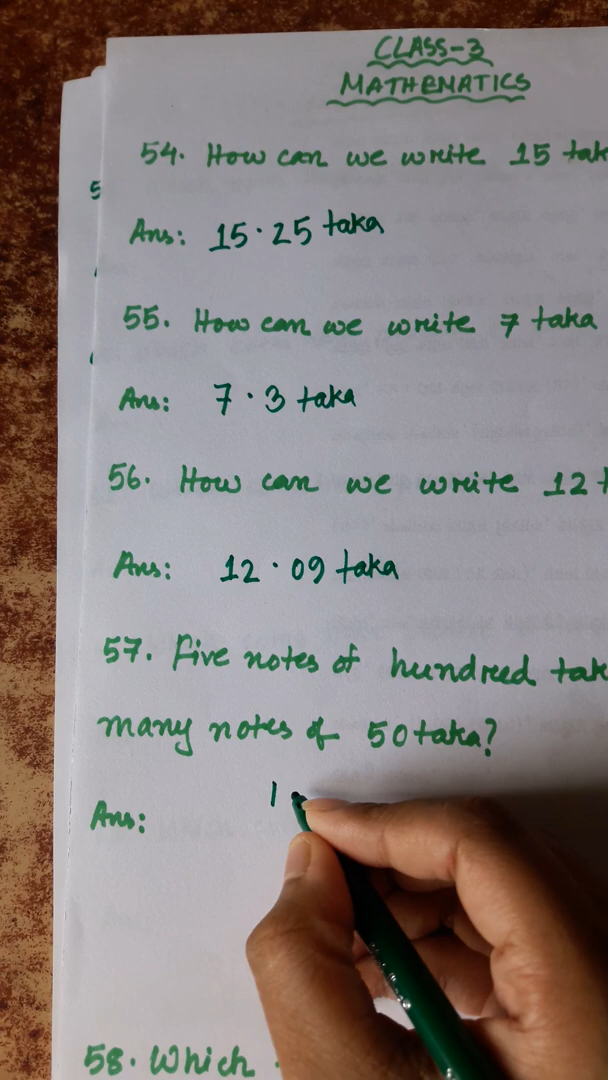 CLASS-3
MATHEMATICS
54. How can we write 15 tak
Ans: 15.25 taka
55. How can we write 7 taka
Ans: 7.3 taka
56. How can we write 12 t
Ans: 12.09 taka
57. Five notes of hundred tak
many notes of 50 taka?
Ans: 1
58. Which